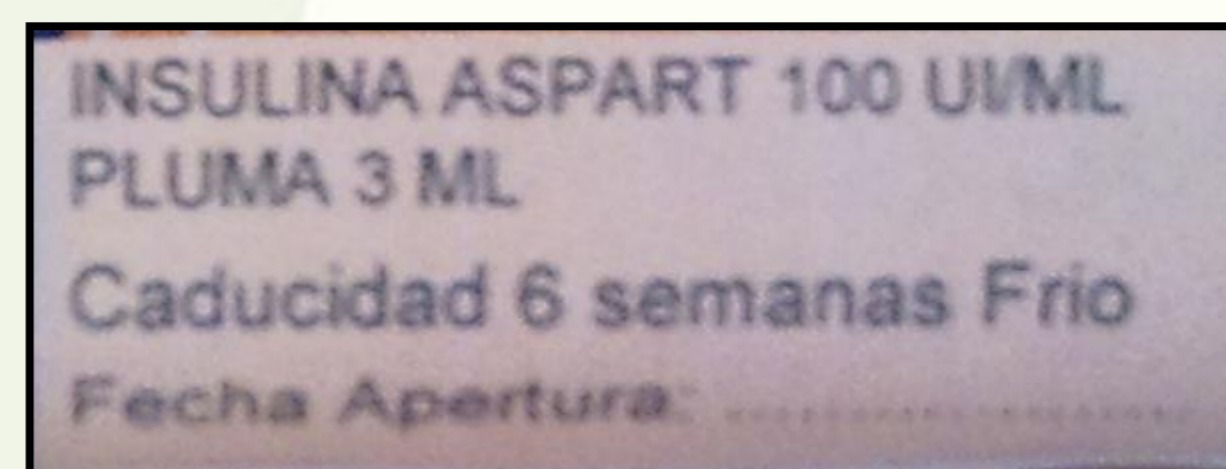 INSULINA ASPART 100 UI/ML
PLUMA 3 ML
Caducidad 6 semanas Frio
Fecha Apertura: ........................